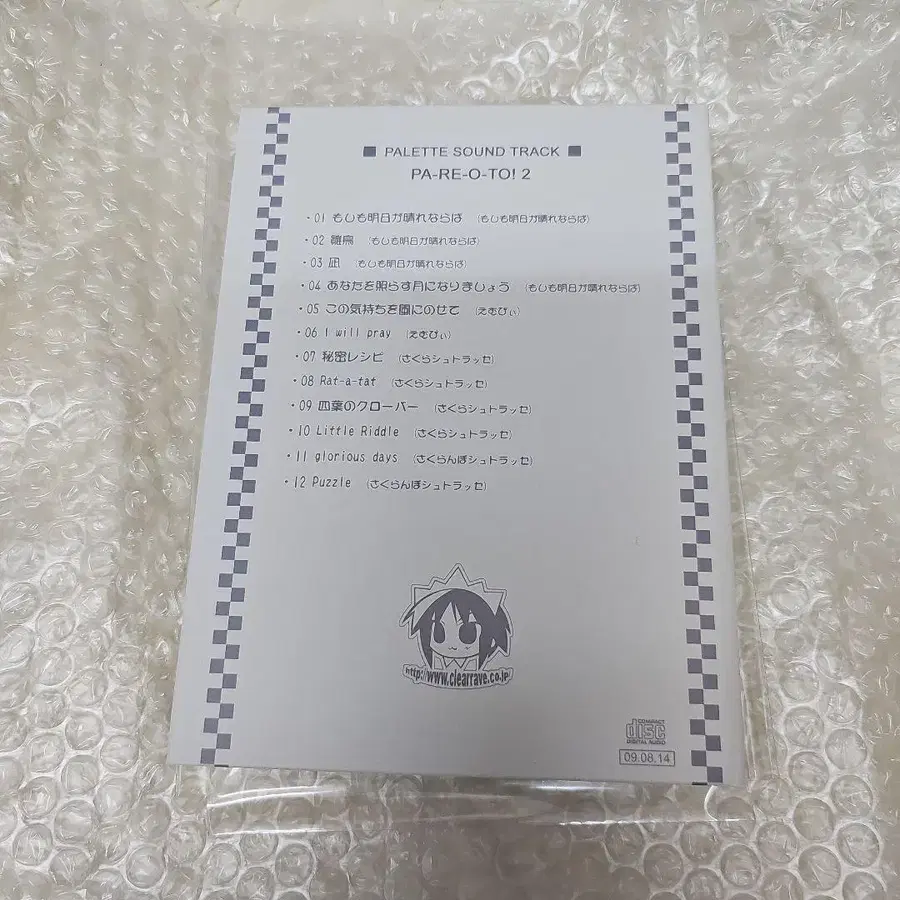 ■ PALETTE SOUND TRACK ■
PA-RE-O-TO! 2
・01 もしも明日が晴れならば (もしも明日が晴れならば)
・02 雛鳥 (もしも明日が晴れならば)
・03 凪 (もしも明日が晴れならば)
・04 あなたを照らす月になりましょう (もしも明日が晴れならば)
・05 この気持ちを風にのせて (えむぴぃ)
・06 I will pray (えむぴぃ)
・07 秘密レシピ (さくらシュトラッセ)
・08 Rat-a-tat (さくらシュトラッセ)
・09 四葉のクローバー (さくらシュトラッセ)
・10 Little Riddle (さくらシュトラッセ)
・11 glorious days (さくらんぼシュトラッセ)
・12 Puzzle (さくらんぼシュトラッセ)
http://www.clearrave.co.jp/
COMPACT
disc
DIGITAL AUDIO
09.08.14